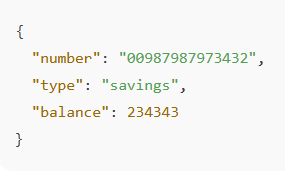 {
  "number": "00987987973432",
  "type": "savings",
  "balance": 234343
}